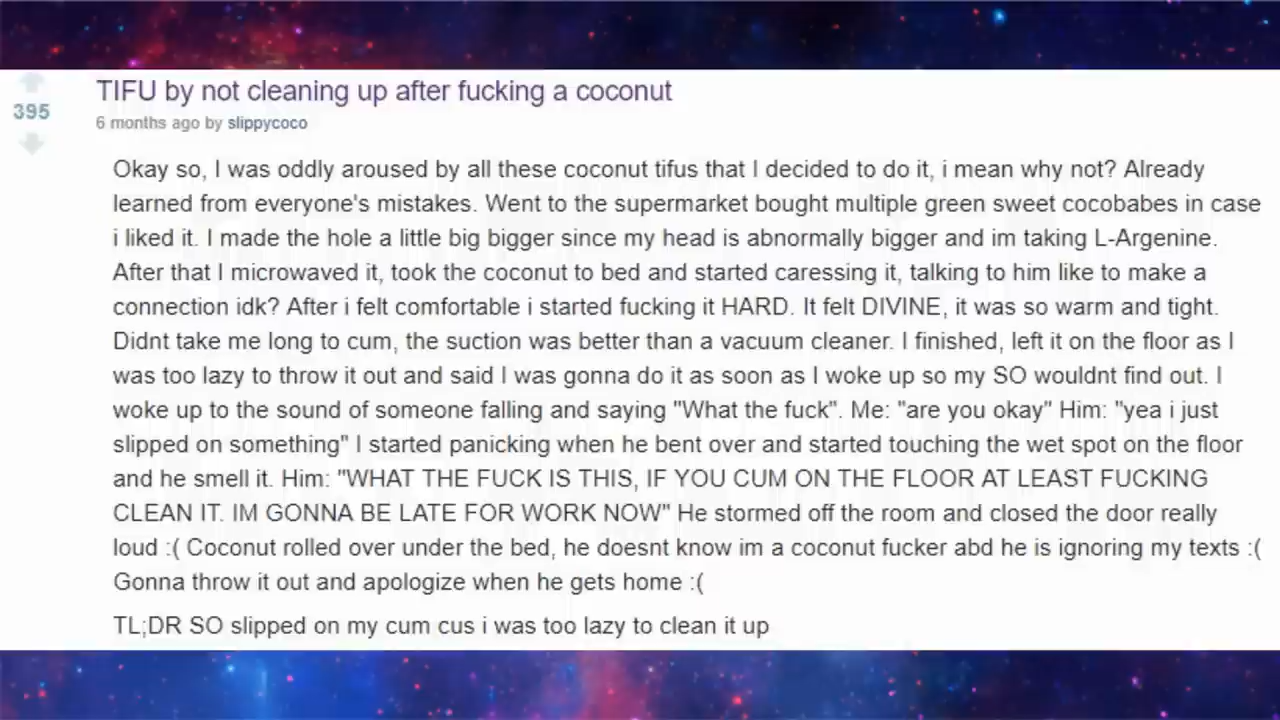 TIFU by not cleaning up after fucking a coconut
395
6 months ago by slippycoco
Okay so, I was oddly aroused by all these coconut tifus that I decided to do it, i mean why not? Already
learned from everyone's mistakes. Went to the supermarket bought multiple green sweet cocobabes in case
i liked it. I made the hole a little big bigger since my head is abnormally bigger and im taking L-Argenine.
After that I microwaved it, took the coconut to bed and started caressing it, talking to him like to make a
connection idk? After i felt comfortable i started fucking it HARD. It felt DIVINE, it was so warm and tight.
Didnt take me long to cum, the suction was better than a vacuum cleaner. I finished, left it on the floor as I
was too lazy to throw it out and said I was gonna do it as soon as I woke up so my SO wouldnt find out. I
woke up to the sound of someone falling and saying "What the fuck". Me: "are you okay" Him: "yea i just
slipped on something" I started panicking when he bent over and started touching the wet spot on the floor
and he smell it. Him: "WHAT THE FUCK IS THIS, IF YOU CUM ON THE FLOOR AT LEAST FUCKING
CLEAN IT. IM GONNA BE LATE FOR WORK NOW" He stormed off the room and closed the door really
loud :( Coconut rolled over under the bed, he doesnt know im a coconut fucker abd he is ignoring my texts :(
Gonna throw it out and apologize when he gets home :(
TL;DR SO slipped on my cum cus i was too lazy to clean it up